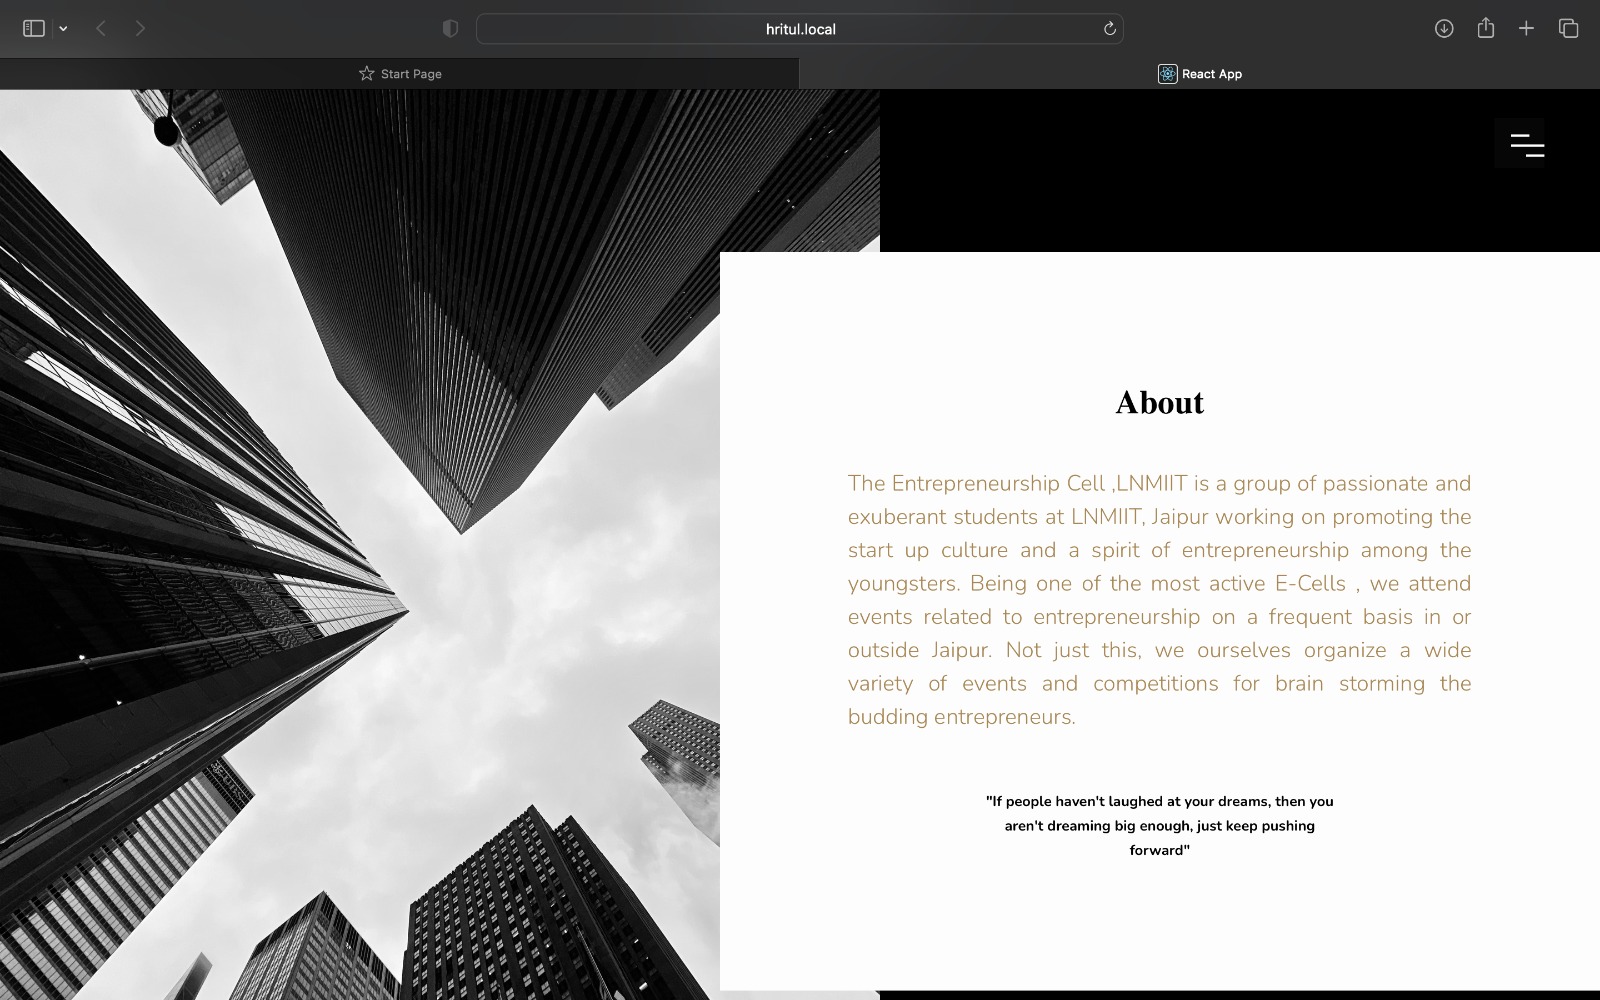 hritul.local
Start Page
React App
About
The Entrepreneurship Cell ,LNMIIT is a group of passionate and
exuberant students at LNMIIT, Jaipur working on promoting the
start up culture and a spirit of entrepreneurship among the
youngsters. Being one of the most active E-Cells , we attend
events related to entrepreneurship on a frequent basis in or
outside Jaipur. Not just this, we ourselves organize a wide
variety of events and competitions for brain storming the
budding entrepreneurs.
"If people haven't laughed at your dreams, then you
aren't dreaming big enough, just keep pushing
forward"